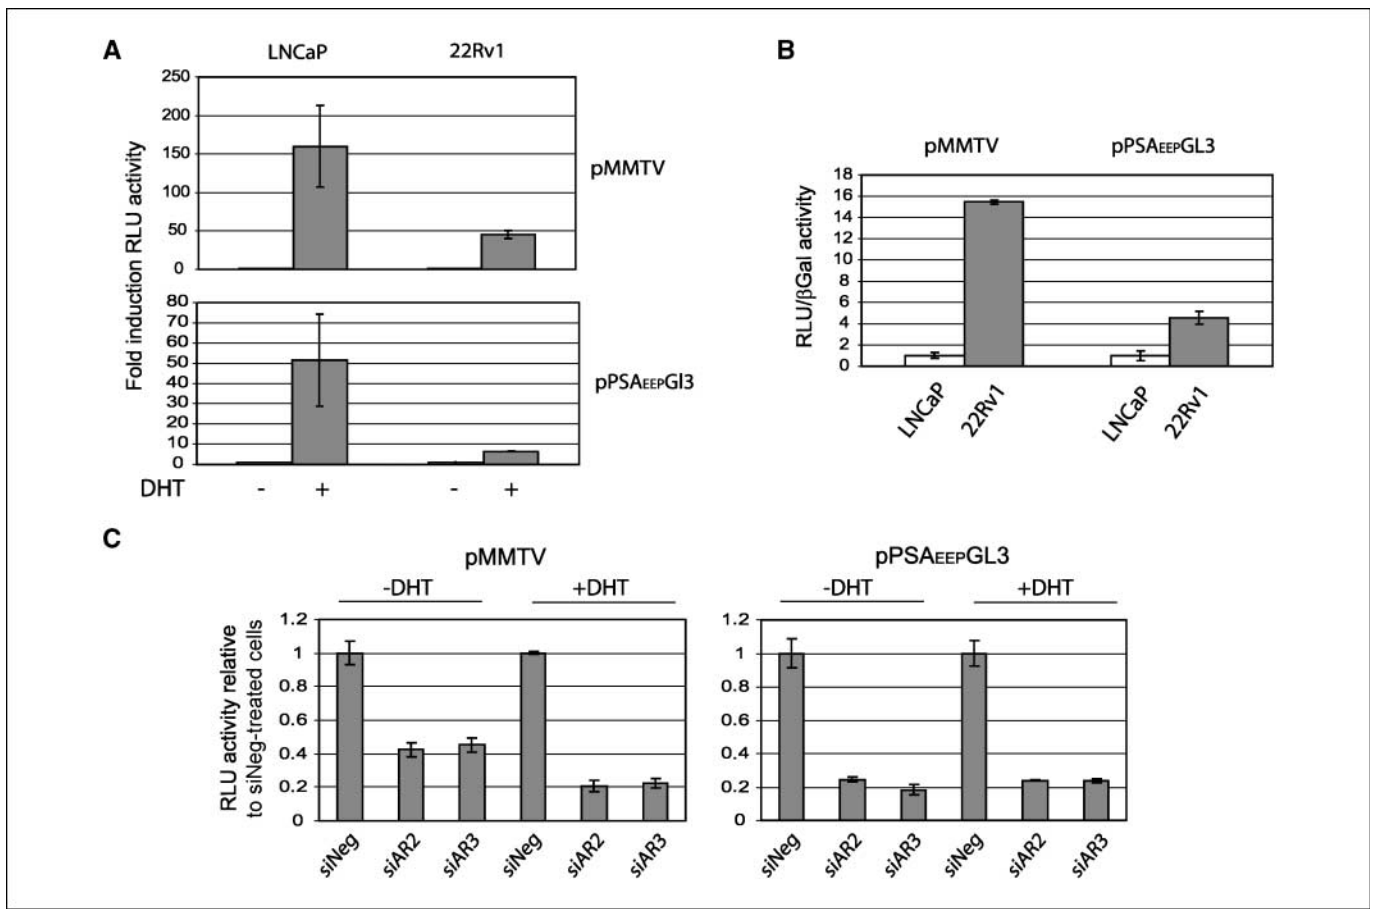 A
LNCaP 22Rv1
250
200
150
100
50
0
pMMTV
Fold induction RLU activity
80
70
60
50
40
30
20
10
0
pPSAEEPGl3
DHT - + - +
B
pMMTV pPSAEEPGL3
18
16
14
12
10
8
6
4
2
0
RLU/βGal activity
LNCaP 22Rv1 LNCaP 22Rv1
C
pMMTV
-DHT +DHT
1.2
1
0.8
0.6
0.4
0.2
0
RLU activity relative
to siNeg-treated cells
siNeg siAR2 siAR3 siNeg siAR2 siAR3
pPSAEEPGL3
-DHT +DHT
1.2
1
0.8
0.6
0.4
0.2
0
siNeg siAR2 siAR3 siNeg siAR2 siAR3